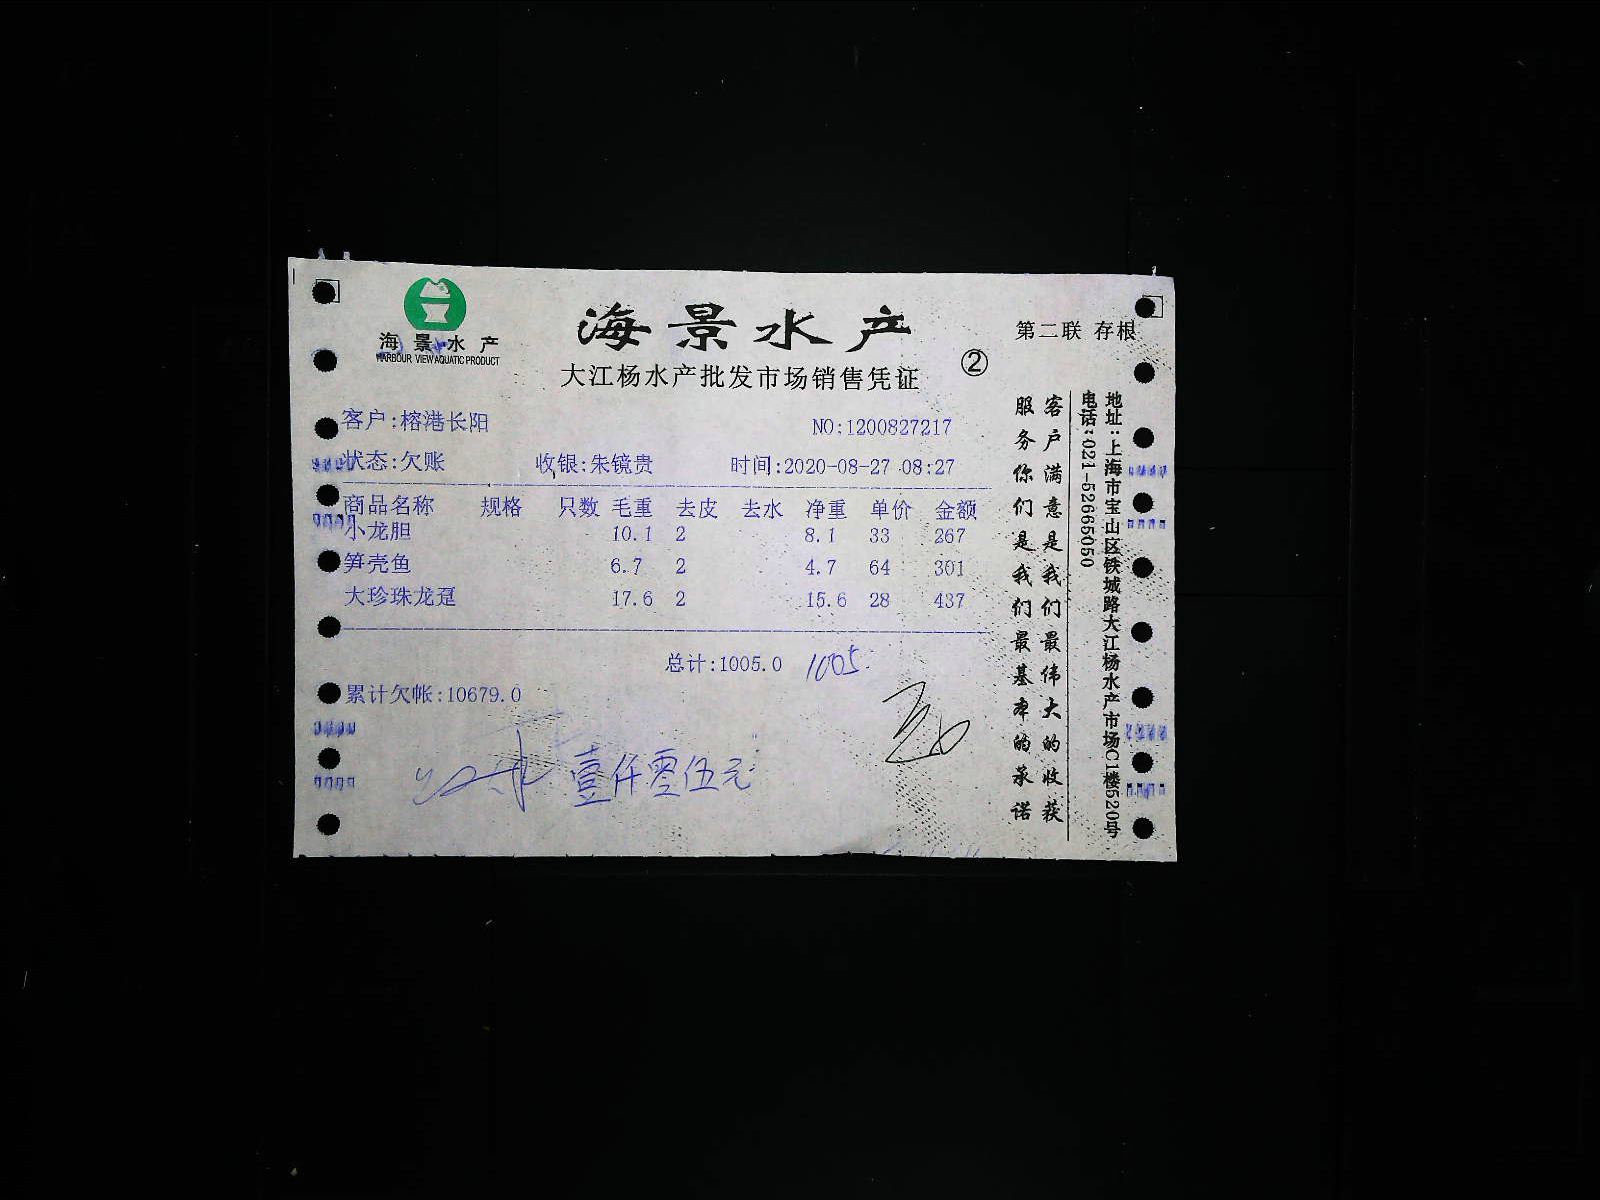 海景水产
HARBOUR VIEW AQUATIC PRODUCT
海景水产
大江杨水产批发市场销售凭证
②
第二联 存根
客户:榕港长阳
NO:1200827217
状态:欠账 收银:朱镜贵 时间:2020-08-27 08:27
商品名称 规格 只数 毛重 去皮 去水 净重 单价 金额
小龙胆 10.1 2 8.1 33 267
笋壳鱼 6.7 2 4.7 64 301
大珍珠龙趸 17.6 2 15.6 28 437
总计:1005.0 1005
累计欠帐:10679.0
壹仟零伍元
客户满意是我们最伟大的收获
服务你们是我们最基本的承诺
地址:上海市宝山区铁城路大江杨水产市场C1楼520号
电话:021-52665050